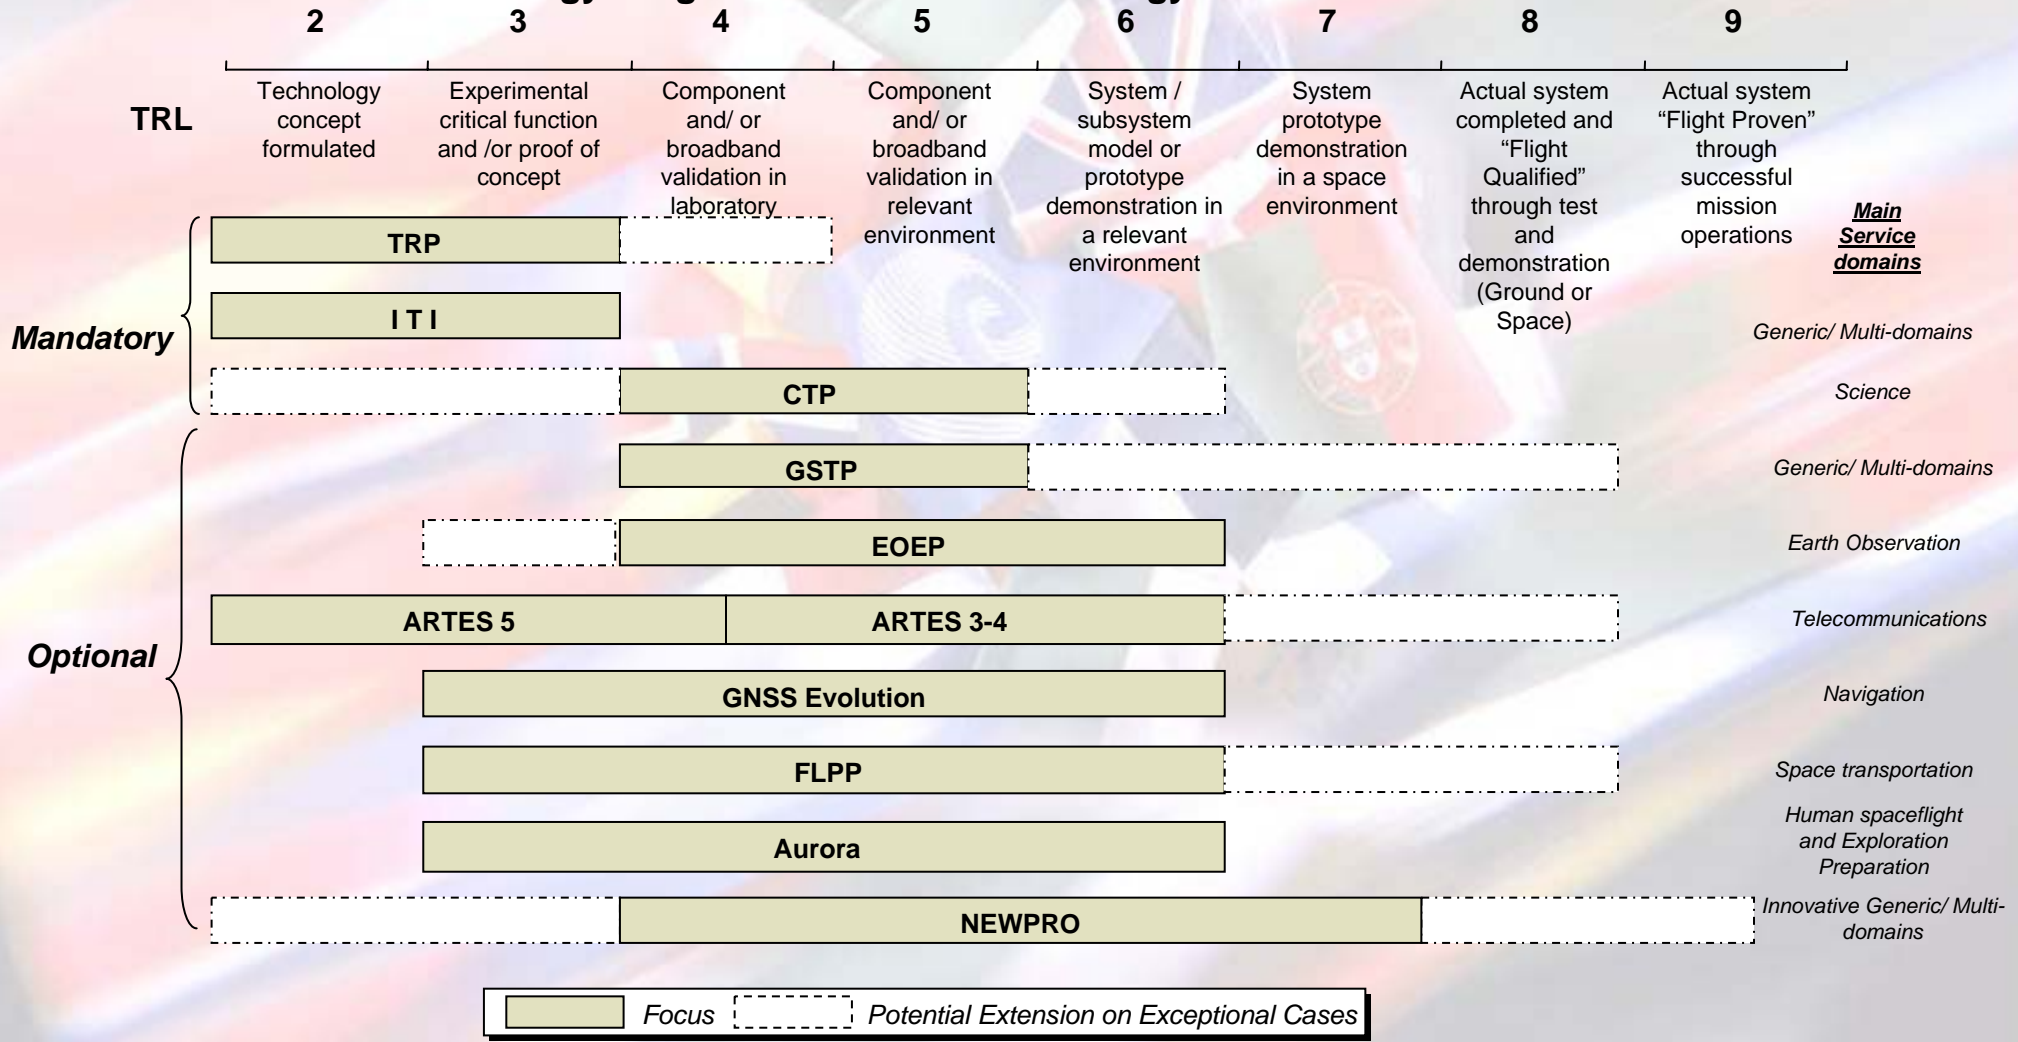 2 3 4 5 6 7 8 9
TRL
Technology
concept
formulated
Experimental
critical function
and /or proof of
concept
Component
and/ or
broadband
validation in
laboratory
Component
and/ or
broadband
validation in
relevant
environment
System /
subsystem
model or
prototype
demonstration in
a relevant
environment
System
prototype
demonstration
in a space
environment
Actual system
completed and
“Flight
Qualified”
through test
and
demonstration
(Ground or
Space)
Actual system
“Flight Proven”
through
successful
mission
operations
Main
Service
domains
Mandatory
TRP
I T I
Generic/ Multi-domains
CTP
Science
Optional
GSTP
Generic/ Multi-domains
EOEP
Earth Observation
ARTES 5
ARTES 3-4
Telecommunications
GNSS Evolution
Navigation
FLPP
Space transportation
Aurora
Human spaceflight
and Exploration
Preparation
NEWPRO
Innovative Generic/ Multi-
domains
Focus
Potential Extension on Exceptional Cases